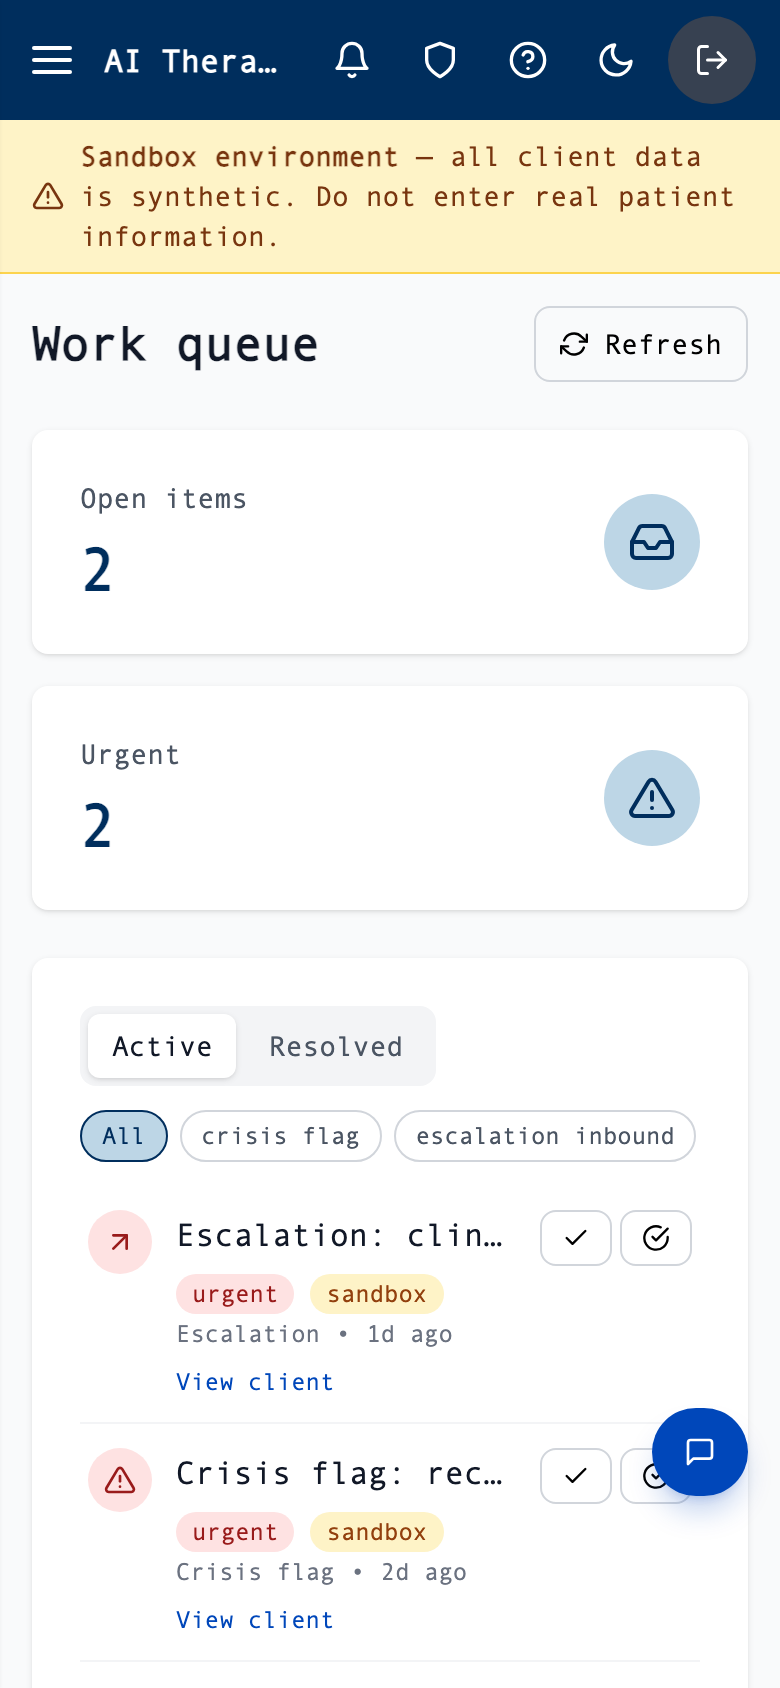 AI Thera…
Sandbox environment — all client data
is synthetic. Do not enter real patient
information.
Work queue
Refresh
Open items
2
Urgent
2
Active
Resolved
All
crisis flag
escalation inbound
Escalation: clin…
urgent
sandbox
Escalation • 1d ago
View client
Crisis flag: rec…
urgent
sandbox
Crisis flag • 2d ago
View client